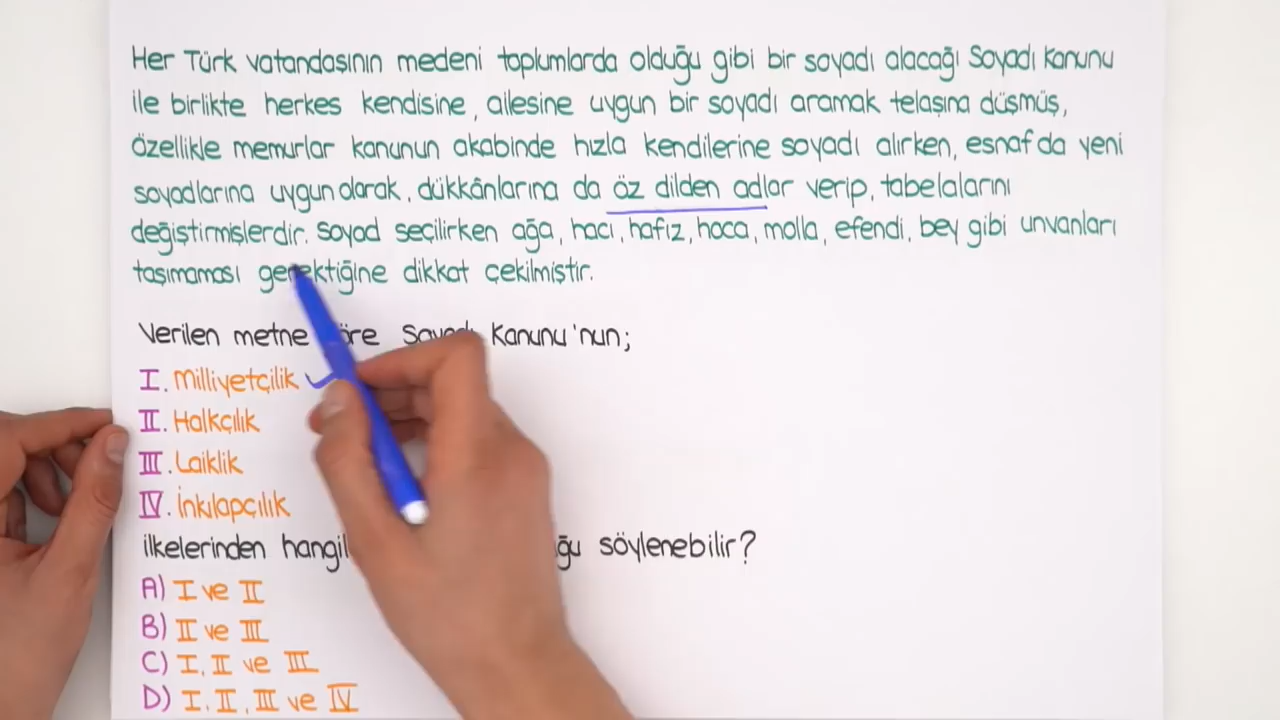 Her Türk vatandaşının medeni toplumlarda olduğu gibi bir soyadı alacağı Soyadı Kanunu
ile birlikte herkes kendisine, ailesine uygun bir soyadı aramak telaşına düşmüş,
özellikle memurlar kanunun akabinde hızla kendilerine soyadı alırken, esnaf da yeni
soyadlarına uygun olarak, dükkânlarına da öz dilden adlar verip, tabelalarını
değiştirmişlerdir. Soyad seçilirken ağa, hacı, hafız, hoca, molla, efendi, bey gibi unvanları
taşımaması gerektiğine dikkat çekilmiştir.
Verilen metne Kanunu'nun;
I. Milliyetçilik
II. Halkçılık
III. Laiklik
IV. İnkılapçılık
ilkelerinden söylenebilir?
A) I ve II
B) II ve III
C) I, II ve III
D) I, II, III ve IV